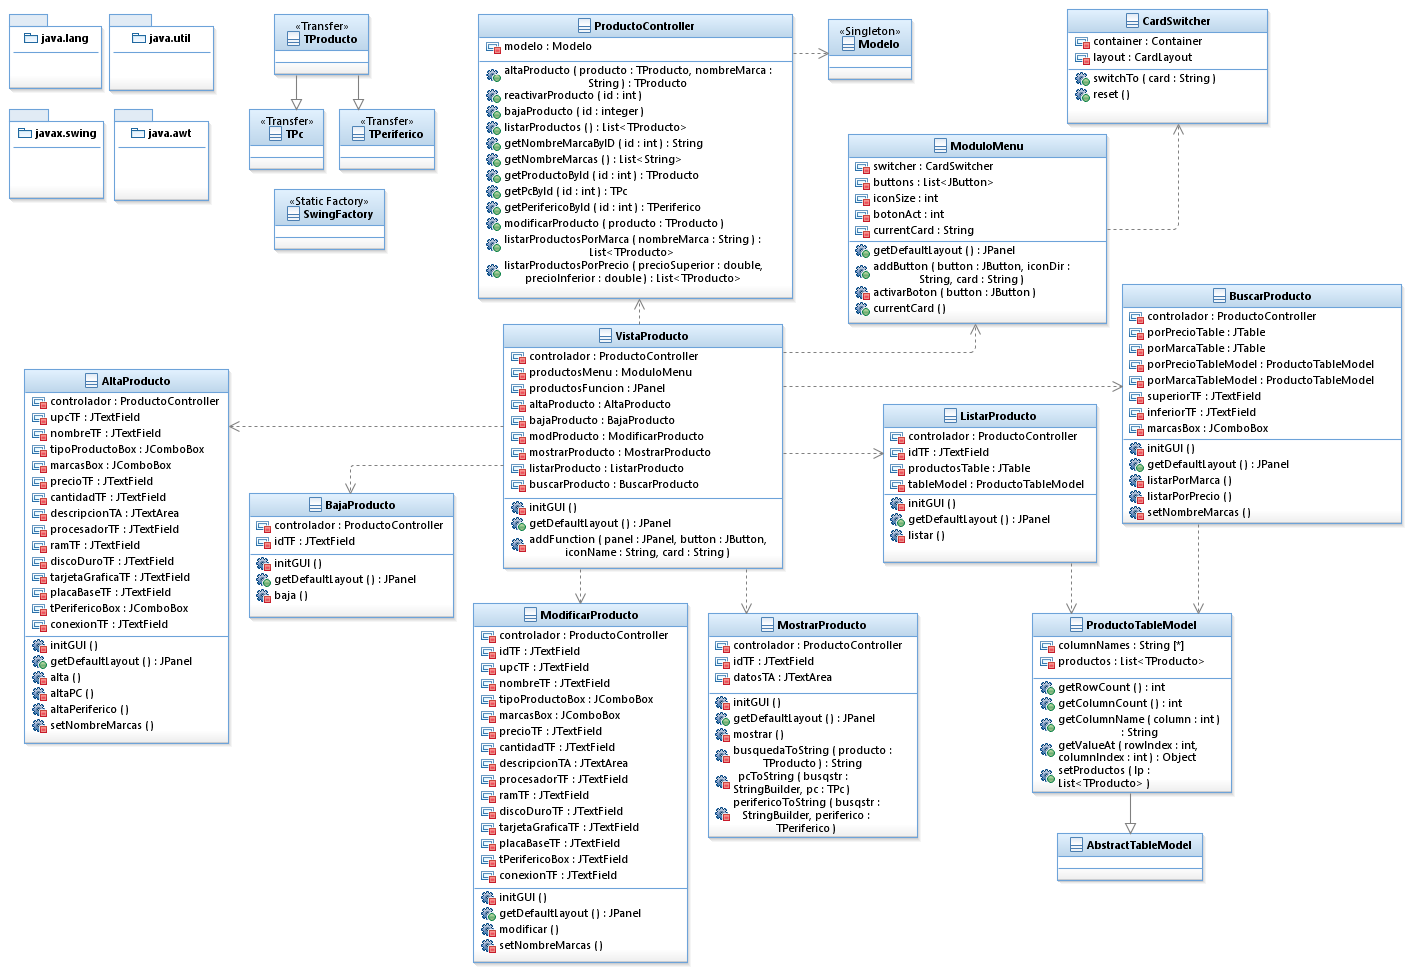 java.lang
java.util
javax.swing
java.awt
«Transfer»
TProducto
«Transfer»
TPc
«Transfer»
TPeriferico
«Static Factory»
SwingFactory
ProductoController
modelo : Modelo
altaProducto ( producto : TProducto, nombreMarca :
String ) : TProducto
reactivarProducto ( id : int )
bajaProducto ( id : integer )
listarProductos ( ) : List<TProducto>
getNombreMarcaByID ( id : int ) : String
getNombreMarcas ( ) : List<String>
getProductoById ( id : int ) : TProducto
getPcById ( id : int ) : TPc
getPerifericoById ( id : int ) : TPeriferico
modificarProducto ( producto : TProducto )
listarProductosPorMarca ( nombreMarca : String ) :
List<TProducto>
listarProductosPorPrecio ( precioSuperior : double,
precioInferior : double ) : List<TProducto>
«Singleton»
Modelo
CardSwitcher
container : Container
layout : CardLayout
switchTo ( card : String )
reset ( )
ModuloMenu
switcher : CardSwitcher
buttons : List<JButton>
iconSize : int
botonAct : int
currentCard : String
getDefaultLayout ( ) : JPanel
addButton ( button : JButton, iconDir :
String, card : String )
activarBoton ( button : JButton )
currentCard ( )
BuscarProducto
controlador : ProductoController
porPrecioTable : JTable
porMarcaTable : JTable
porPrecioTableModel : ProductoTableModel
porMarcaTableModel : ProductoTableModel
superiorTF : JTextField
inferiorTF : JTextField
marcasBox : JComboBox
initGUI ( )
getDefaultLayout ( ) : JPanel
listarPorMarca ( )
listarPorPrecio ( )
setNombreMarcas ( )
VistaProducto
controlador : ProductoController
productosMenu : ModuloMenu
productosFuncion : JPanel
altaProducto : AltaProducto
bajaProducto : BajaProducto
modProducto : ModificarProducto
mostrarProducto : MostrarProducto
listarProducto : ListarProducto
buscarProducto : BuscarProducto
initGUI ( )
getDefaultLayout ( ) : JPanel
addFunction ( panel : JPanel, button : JButton,
iconName : String, card : String )
AltaProducto
controlador : ProductoController
upcTF : JTextField
nombreTF : JTextField
tipoProductoBox : JComboBox
marcasBox : JComboBox
precioTF : JTextField
cantidadTF : JTextField
descripcionTA : JTextArea
procesadorTF : JTextField
ramTF : JTextField
discoDuroTF : JTextField
tarjetaGraficaTF : JTextField
placaBaseTF : JTextField
tPerifericoBox : JComboBox
conexionTF : JTextField
initGUI ( )
getDefaultLayout ( ) : JPanel
alta ( )
altaPC ( )
altaPeriferico ( )
setNombreMarcas ( )
BajaProducto
controlador : ProductoController
idTF : JTextField
initGUI ( )
getDefaultLayout ( ) : JPanel
baja ( )
ListarProducto
controlador : ProductoController
idTF : JTextField
productosTable : JTable
tableModel : ProductoTableModel
initGUI ( )
getDefaultLayout ( ) : JPanel
listar ( )
ModificarProducto
controlador : ProductoController
idTF : JTextField
upcTF : JTextField
nombreTF : JTextField
tipoProductoBox : JComboBox
marcasBox : JComboBox
precioTF : JTextField
cantidadTF : JTextField
descripcionTA : JTextArea
procesadorTF : JTextField
ramTF : JTextField
discoDuroTF : JTextField
tarjetaGraficaTF : JTextField
placaBaseTF : JTextField
tPerifericoBox : JTextField
conexionTF : JTextField
initGUI ( )
getDefaultLayout ( ) : JPanel
modificar ( )
setNombreMarcas ( )
MostrarProducto
controlador : ProductoController
idTF : JTextField
datosTA : JTextArea
initGUI ( )
getDefaultLayout ( ) : JPanel
mostrar ( )
busquedaToString ( producto :
TProducto ) : String
pcToString ( busqstr :
StringBuilder, pc : TPc )
perifericoToString ( busqstr :
StringBuilder, periferico :
TPeriferico )
ProductoTableModel
columnNames : String [*]
productos : List<TProducto>
getRowCount ( ) : int
getColumnCount ( ) : int
getColumnName ( column : int )
: String
getValueAt ( rowIndex : int,
columnIndex : int ) : Object
setProductos ( lp :
List<TProducto> )
AbstractTableModel